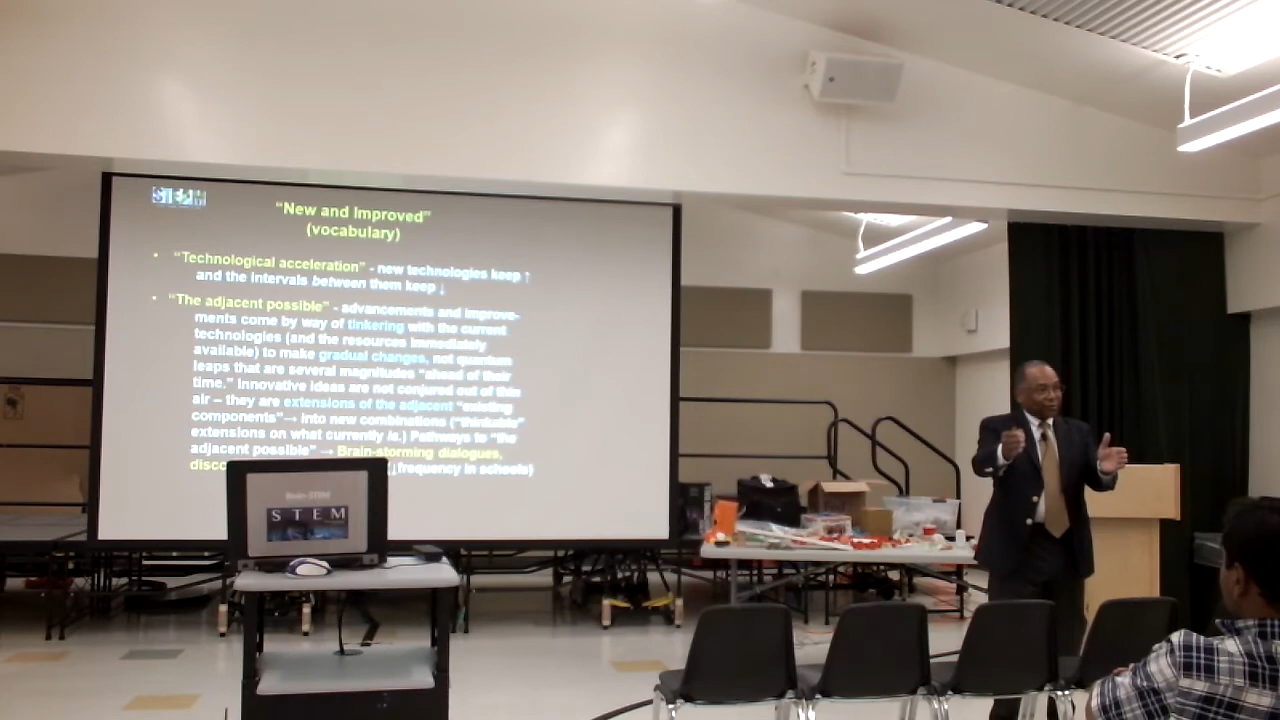 STEM
"New and Improved"
(vocabulary)
• "Technological acceleration" - new technologies keep ↑
and the intervals between them keep ↓
• "The adjacent possible" - advancements and improve-
ments come by way of tinkering with the current
technologies (and the resources immediately
available) to make gradual changes, not quantum
leaps that are several magnitudes "ahead of their
time." Innovative ideas are not conjured out of thin
air – they are extensions of the adjacent "existing
components"→ into new combinations ("thinkable"
extensions on what currently is.) Pathways to "the
adjacent possible" → Brain-storming dialogues,
disco (↓frequency in schools)
Brain STEM
STEM